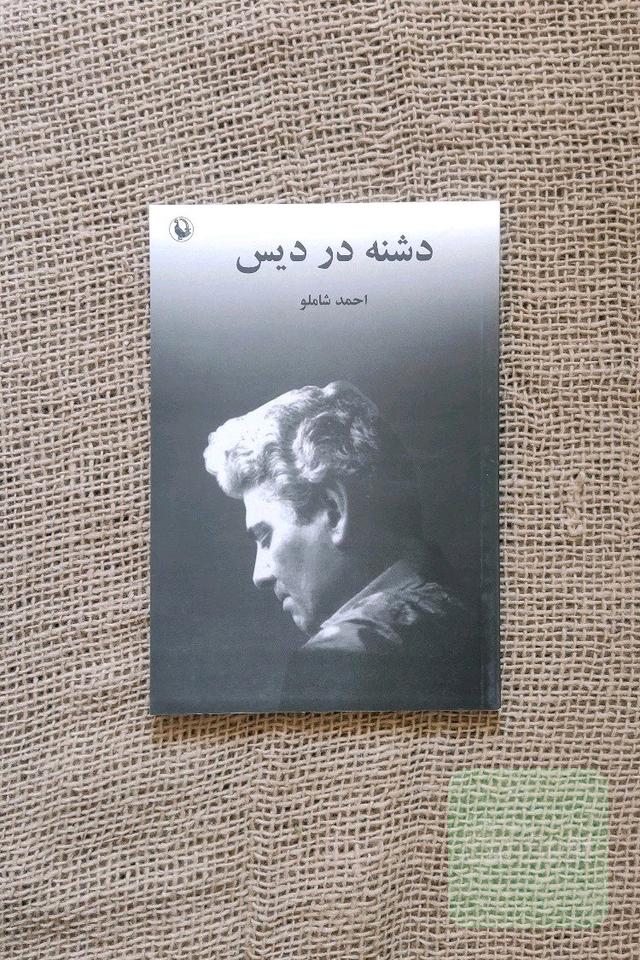 دشنه در دیس
احمد شاملو